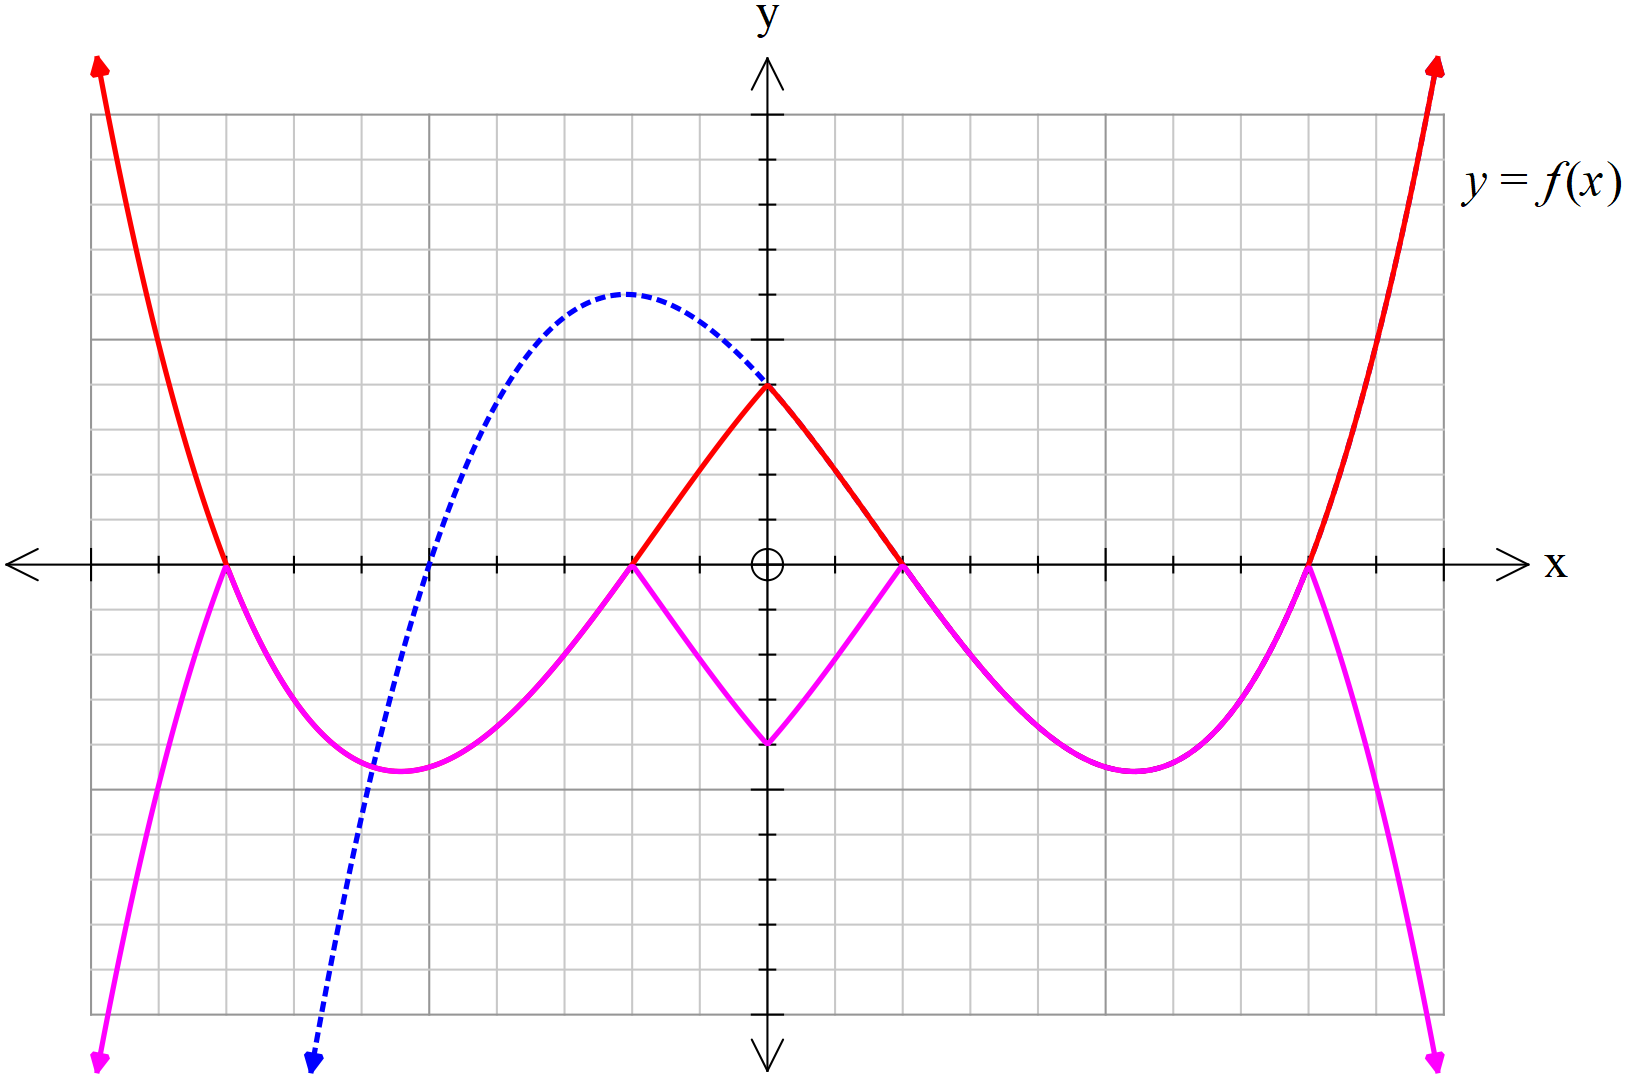 y
y = f(x)
x